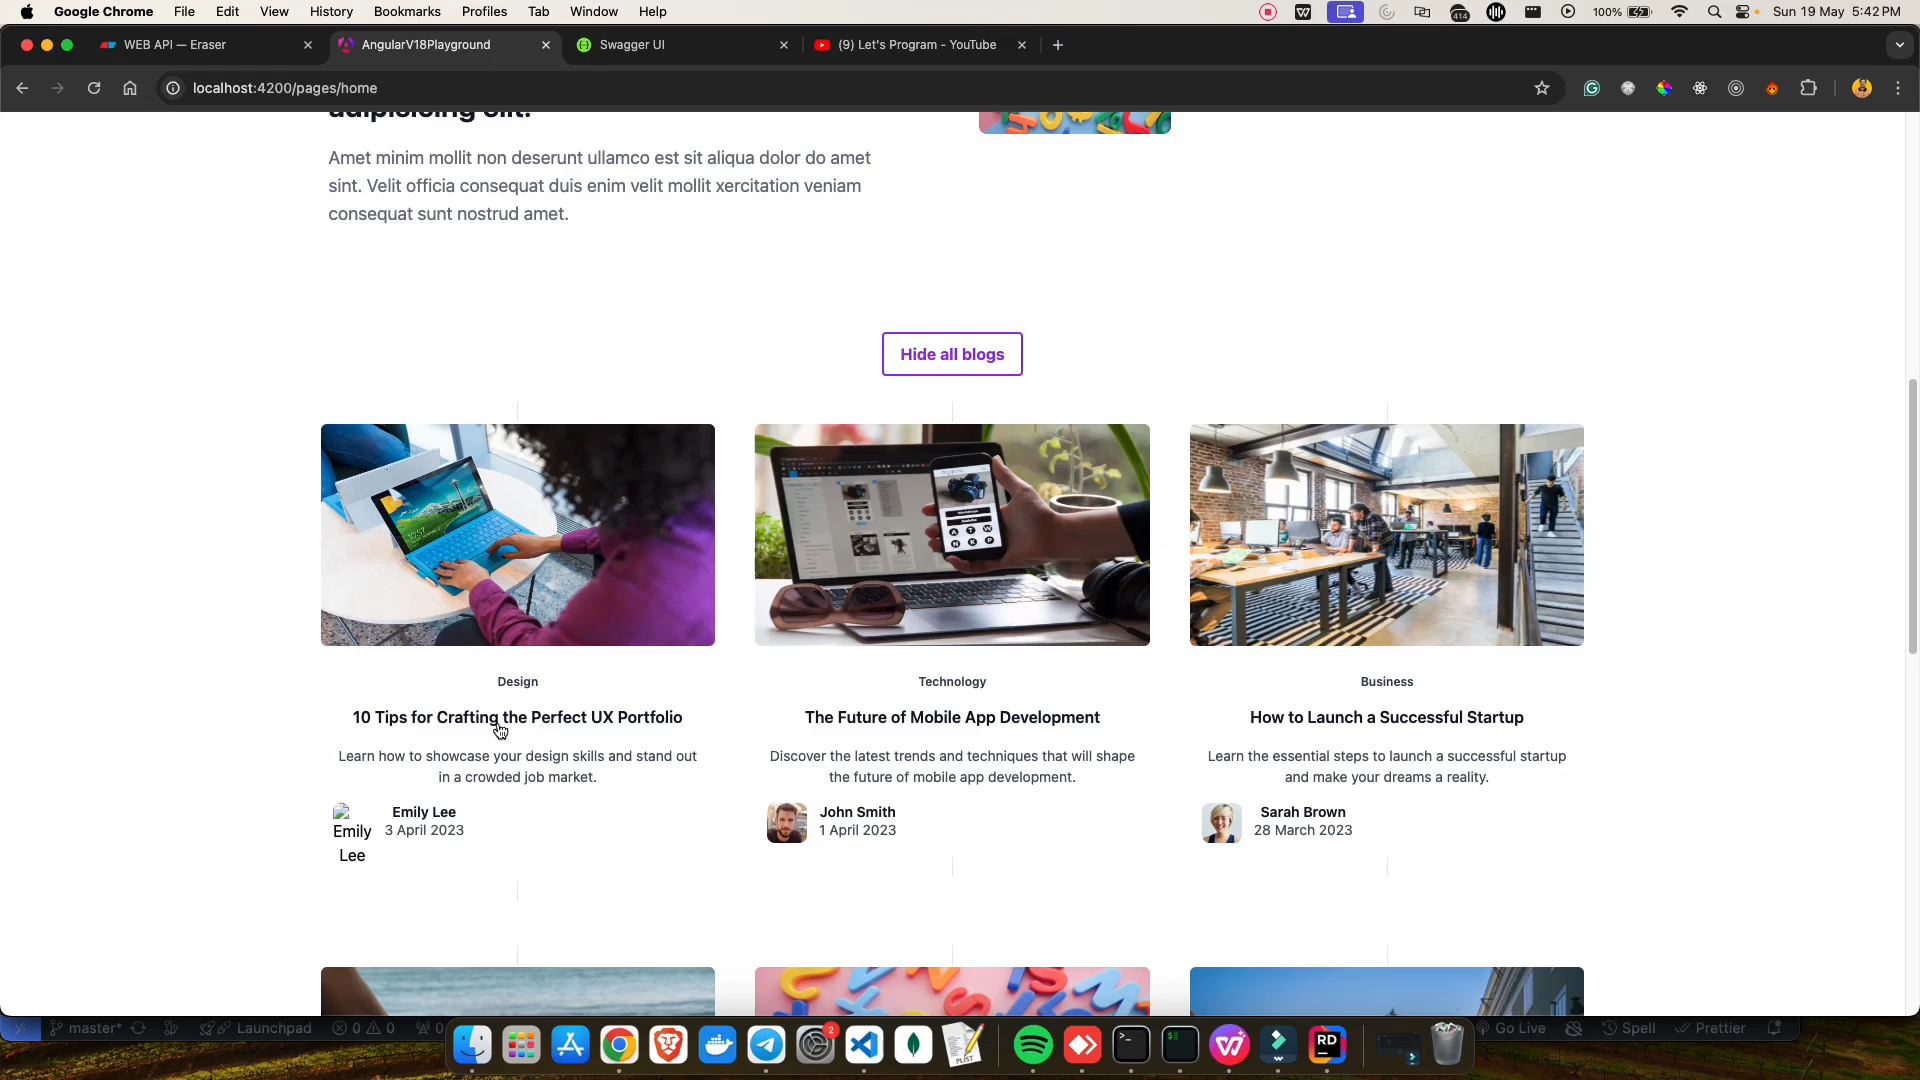 Google Chrome File Edit View History Bookmarks Profiles Tab Window Help 414 100% Sun 19 May 5:42 PM
WEB API — Eraser AngularV18Playground Swagger UI (9) Let's Program - YouTube
localhost:4200/pages/home
adipisicing elit.
Amet minim mollit non deserunt ullamco est sit aliqua dolor do amet
sint. Velit officia consequat duis enim velit mollit xercitation veniam
consequat sunt nostrud amet.
Hide all blogs
Design
10 Tips for Crafting the Perfect UX Portfolio
Learn how to showcase your design skills and stand out
in a crowded job market.
Emily
Lee
Emily Lee
3 April 2023
Technology
The Future of Mobile App Development
Discover the latest trends and techniques that will shape
the future of mobile app development.
John Smith
1 April 2023
Business
How to Launch a Successful Startup
Learn the essential steps to launch a successful startup
and make your dreams a reality.
Sarah Brown
28 March 2023
master* Launchpad 0 0 0 Go Live Spell Prettier
2
PLIST
RD